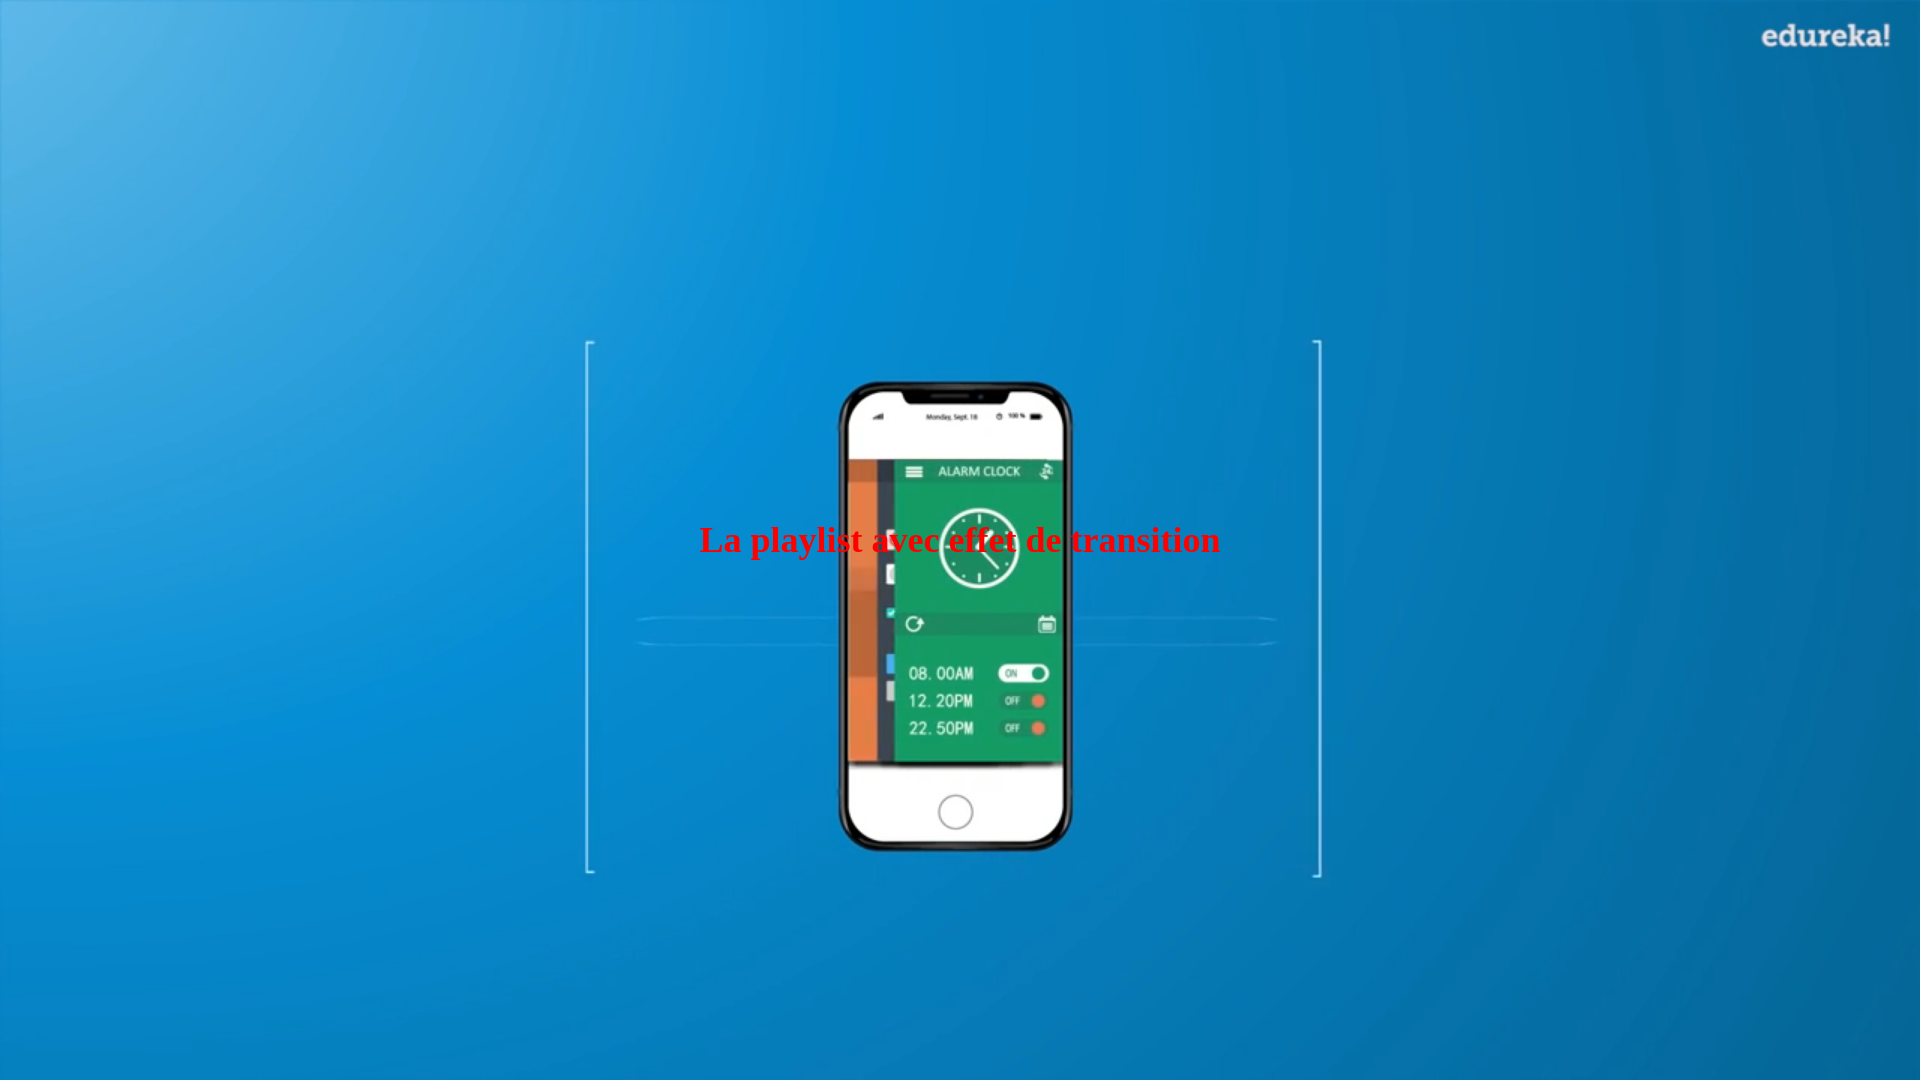 edureka!
Monday, Sept. 18 100 %
ALARM CLOCK 24
La playlist avec effet de transition
08. 00AM ON
12. 20PM OFF
22. 50PM OFF